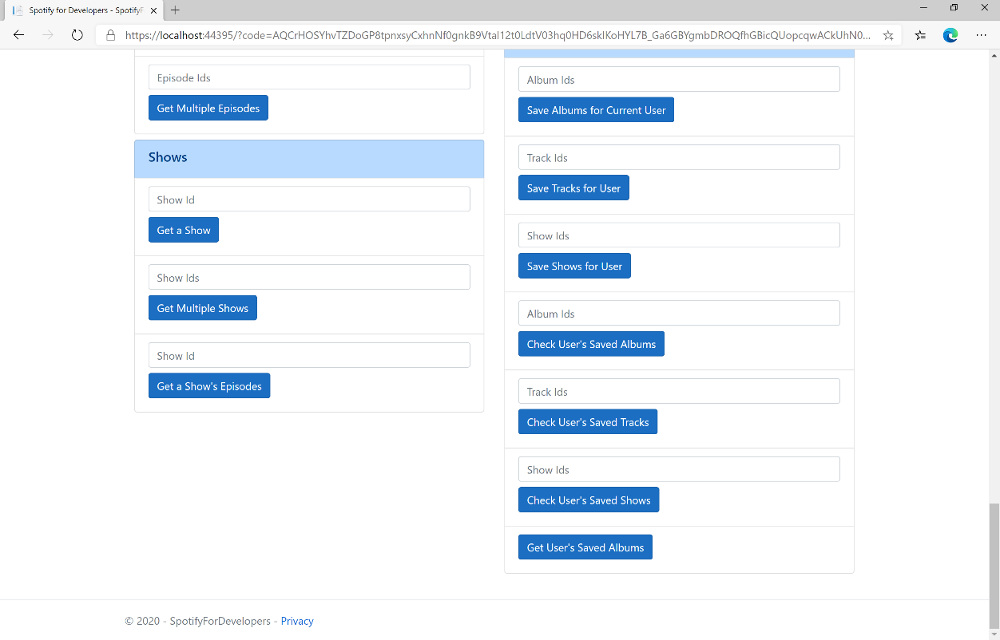 Spotify for Developers - SpotifyF
https://localhost:44395/?code=
Episode Ids
Get Multiple Episodes
Shows
Show Id
Get a Show
Show Ids
Get Multiple Shows
Show Id
Get a Show's Episodes
Album Ids
Save Albums for Current User
Track Ids
Save Tracks for User
Show Ids
Save Shows for User
Album Ids
Check User's Saved Albums
Track Ids
Check User's Saved Tracks
Show Ids
Check User's Saved Shows
Get User's Saved Albums
© 2020 - SpotifyForDevelopers - Privacy